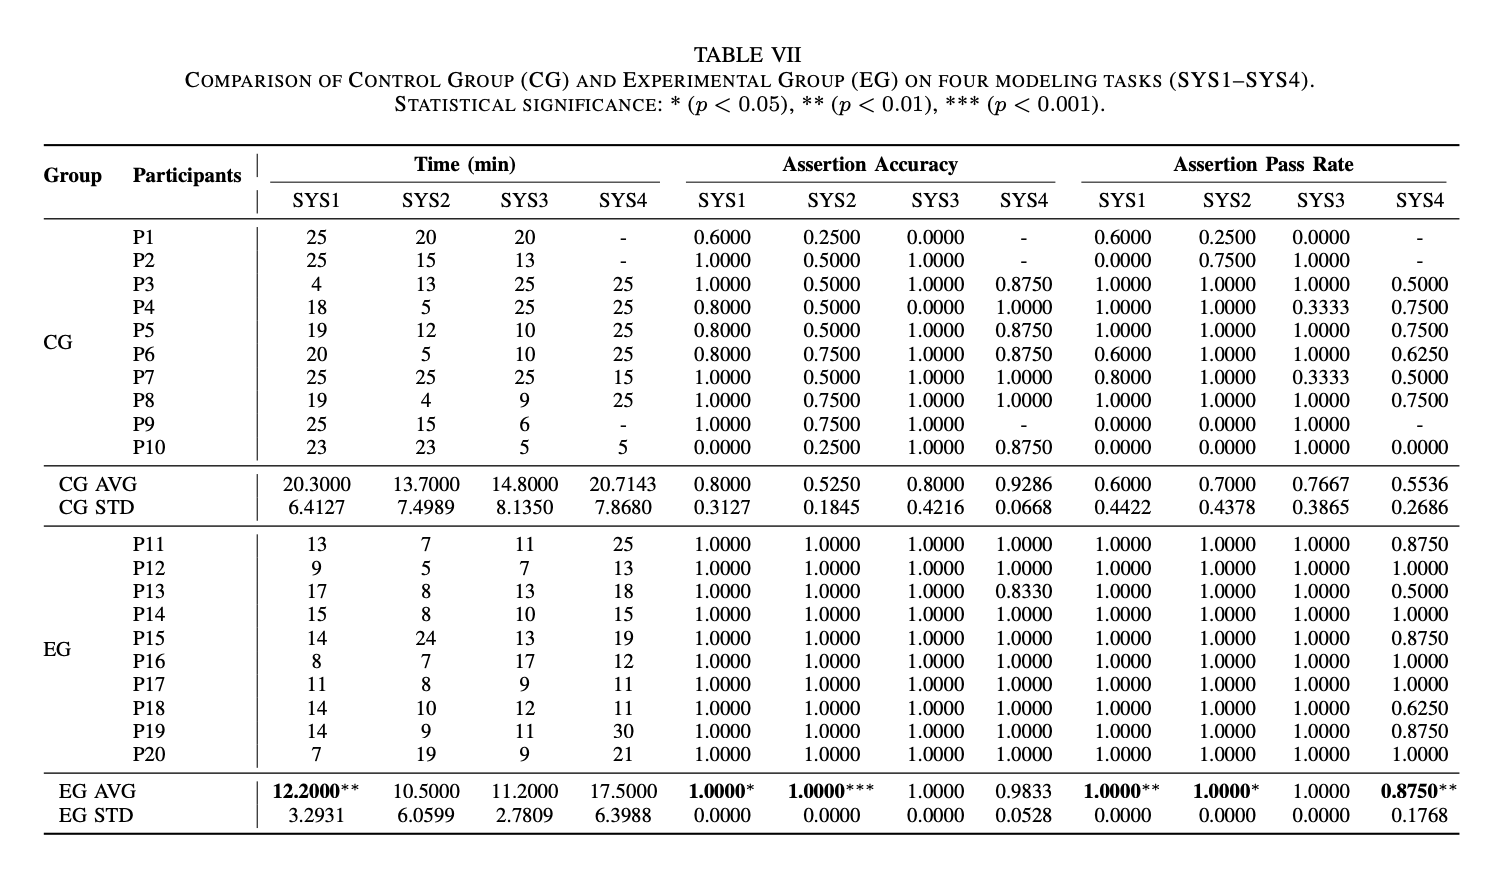 TABLE VII
COMPARISON OF CONTROL GROUP (CG) AND EXPERIMENTAL GROUP (EG) ON FOUR MODELING TASKS (SYS1–SYS4).
STATISTICAL SIGNIFICANCE: * (p < 0.05), ** (p < 0.01), *** (p < 0.001).
Group Participants Time (min) Assertion Accuracy Assertion Pass Rate
SYS1 SYS2 SYS3 SYS4 SYS1 SYS2 SYS3 SYS4 SYS1 SYS2 SYS3 SYS4
P1 25 20 20 - 0.6000 0.2500 0.0000 - 0.6000 0.2500 0.0000 -
P2 25 15 13 - 1.0000 0.5000 1.0000 - 0.0000 0.7500 1.0000 -
P3 4 13 25 25 1.0000 0.5000 1.0000 0.8750 1.0000 1.0000 1.0000 0.5000
P4 18 5 25 25 0.8000 0.5000 0.0000 1.0000 1.0000 1.0000 0.3333 0.7500
P5 19 12 10 25 0.8000 0.5000 1.0000 0.8750 1.0000 1.0000 1.0000 0.7500
CG
P6 20 5 10 25 0.8000 0.7500 1.0000 0.8750 0.6000 1.0000 1.0000 0.6250
P7 25 25 25 15 1.0000 0.5000 1.0000 1.0000 0.8000 1.0000 0.3333 0.5000
P8 19 4 9 25 1.0000 0.7500 1.0000 1.0000 1.0000 1.0000 1.0000 0.7500
P9 25 15 6 - 1.0000 0.7500 1.0000 - 0.0000 0.0000 1.0000 -
P10 23 23 5 5 0.0000 0.2500 1.0000 0.8750 0.0000 0.0000 1.0000 0.0000
CG AVG 20.3000 13.7000 14.8000 20.7143 0.8000 0.5250 0.8000 0.9286 0.6000 0.7000 0.7667 0.5536
CG STD 6.4127 7.4989 8.1350 7.8680 0.3127 0.1845 0.4216 0.0668 0.4422 0.4378 0.3865 0.2686
P11 13 7 11 25 1.0000 1.0000 1.0000 1.0000 1.0000 1.0000 1.0000 0.8750
P12 9 5 7 13 1.0000 1.0000 1.0000 1.0000 1.0000 1.0000 1.0000 1.0000
P13 17 8 13 18 1.0000 1.0000 1.0000 0.8330 1.0000 1.0000 1.0000 0.5000
P14 15 8 10 15 1.0000 1.0000 1.0000 1.0000 1.0000 1.0000 1.0000 1.0000
P15 14 24 13 19 1.0000 1.0000 1.0000 1.0000 1.0000 1.0000 1.0000 0.8750
EG
P16 8 7 17 12 1.0000 1.0000 1.0000 1.0000 1.0000 1.0000 1.0000 1.0000
P17 11 8 9 11 1.0000 1.0000 1.0000 1.0000 1.0000 1.0000 1.0000 1.0000
P18 14 10 12 11 1.0000 1.0000 1.0000 1.0000 1.0000 1.0000 1.0000 0.6250
P19 14 9 11 30 1.0000 1.0000 1.0000 1.0000 1.0000 1.0000 1.0000 0.8750
P20 7 19 9 21 1.0000 1.0000 1.0000 1.0000 1.0000 1.0000 1.0000 1.0000
EG AVG 12.2000** 10.5000 11.2000 17.5000 1.0000* 1.0000*** 1.0000 0.9833 1.0000** 1.0000* 1.0000 0.8750**
EG STD 3.2931 6.0599 2.7809 6.3988 0.0000 0.0000 0.0000 0.0528 0.0000 0.0000 0.0000 0.1768